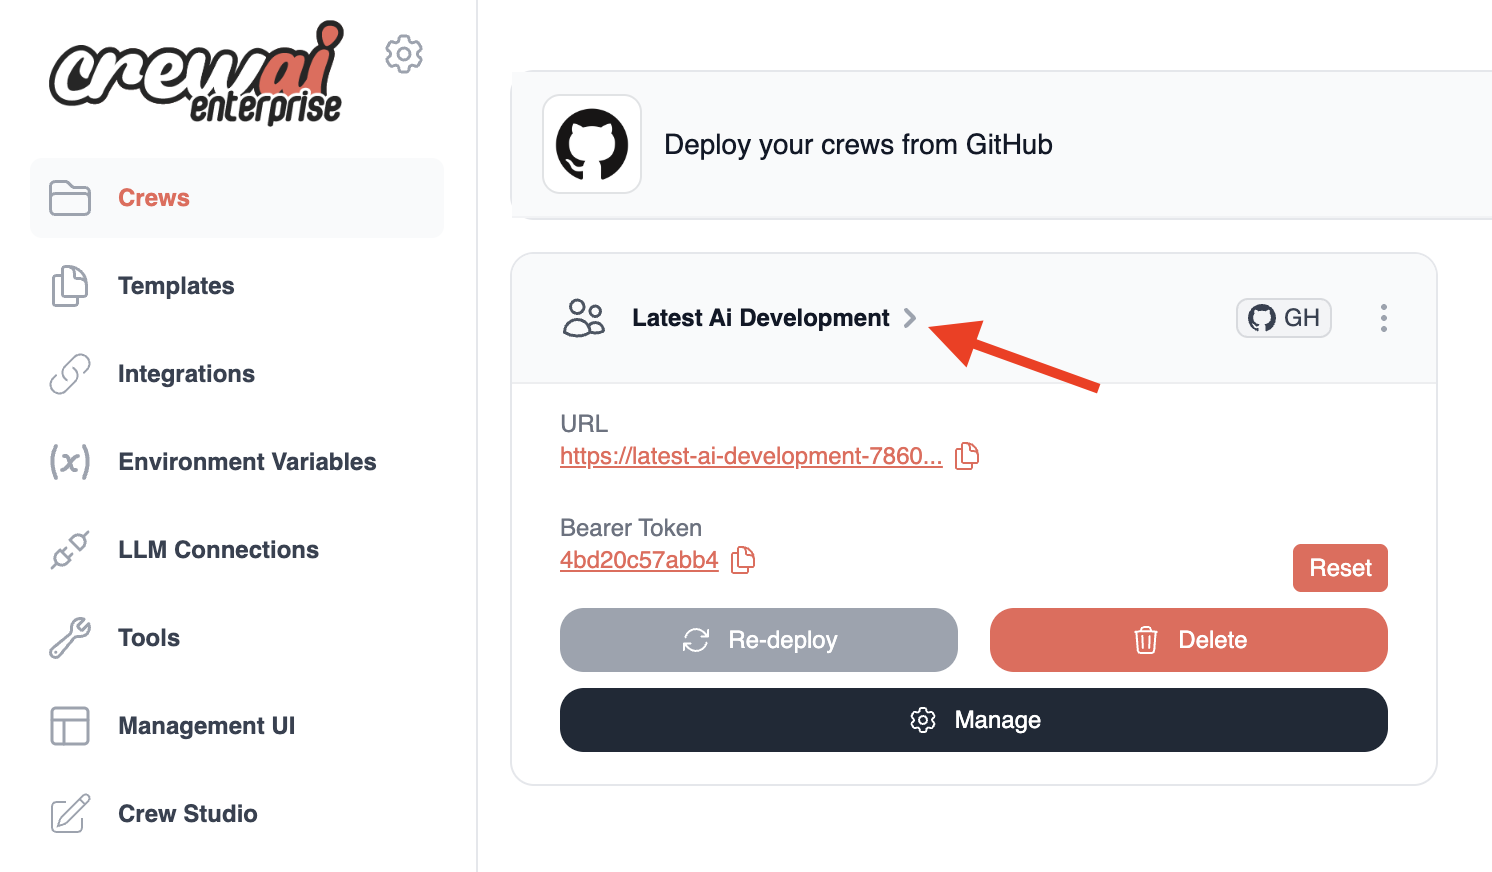 crewai
enterprise
Crews
Templates
Integrations
(x) Environment Variables
LLM Connections
Tools
Management UI
Crew Studio
Deploy your crews from GitHub
Latest Ai Development
GH
URL
https://latest-ai-development-7860...
Bearer Token
4bd20c57abb4
Reset
Re-deploy
Delete
Manage